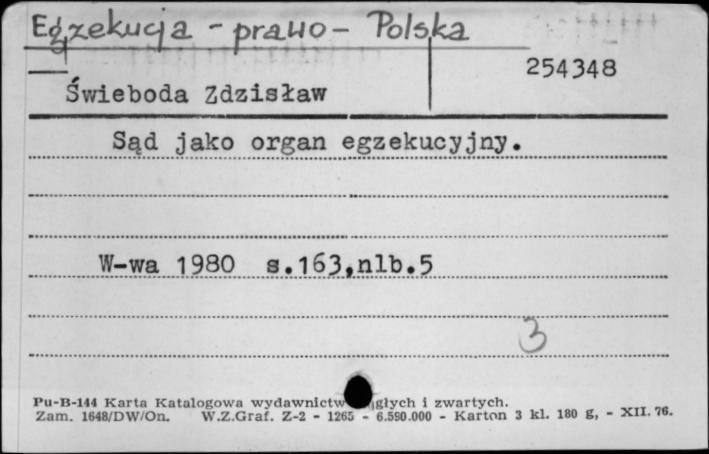 Egzekucja - prawo - Polska
254348
Świeboda Zdzisław
Sąd jako organ egzekucyjny.
W-wa 1980 s.163,nlb.5
3
Pu-B-144 Karta Katalogowa wydawnictw głych i zwartych.
Zam. 1648/DW/On. W.Z.Graf. Z-2 - 1265 - 6.590.000 - Karton 3 kl. 180 g, - XII. 76.